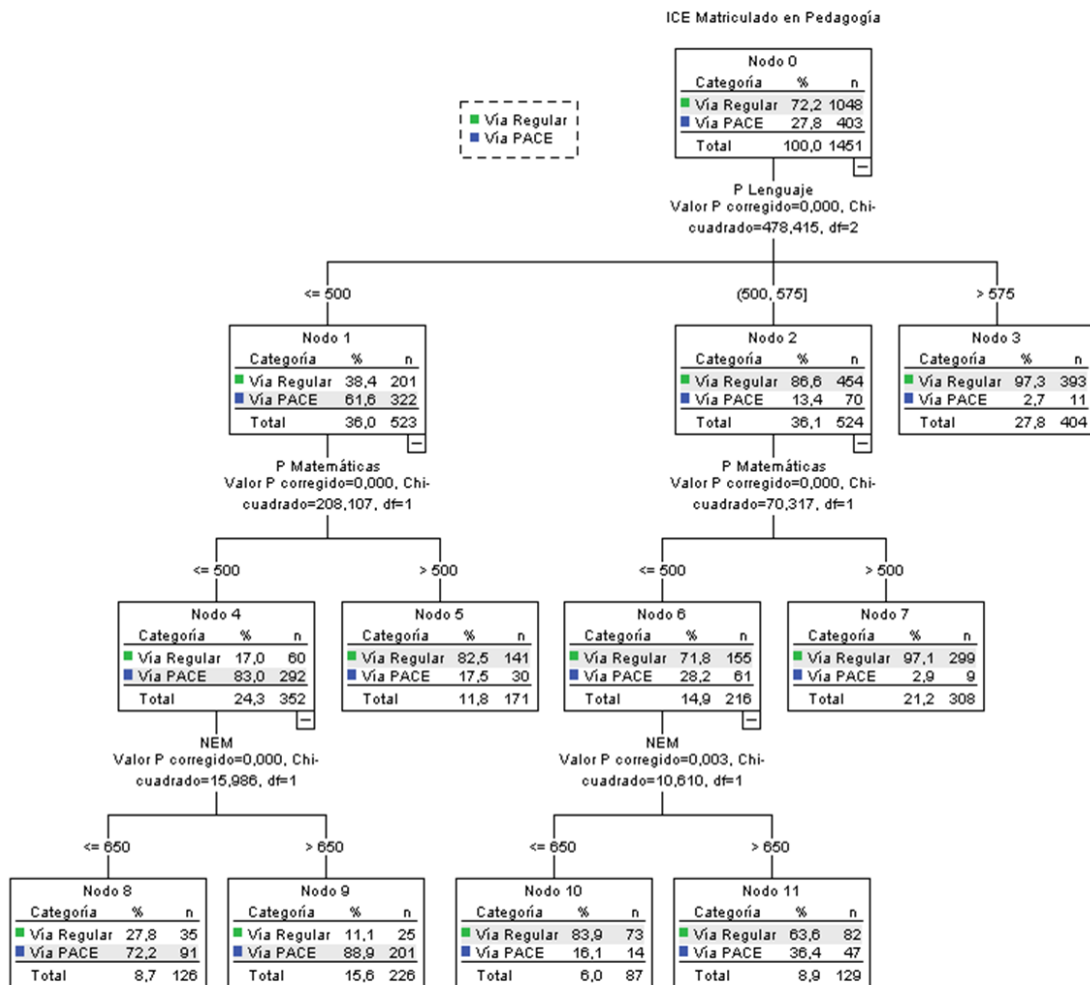 ICE Matriculado en Pedagogía
Vía Regular
Vía PACE
Nodo 0
Categoría % n
Vía Regular 72,2 1048
Vía PACE 27,8 403
Total 100,0 1451
P Lenguaje
Valor P corregido=0,000, Chi-
cuadrado=478,415, df=2
<= 500
(500, 575]
> 575
Nodo 1
Categoría % n
Vía Regular 38,4 201
Vía PACE 61,6 322
Total 36,0 523
Nodo 2
Categoría % n
Vía Regular 86,6 454
Vía PACE 13,4 70
Total 36,1 524
Nodo 3
Categoría % n
Vía Regular 97,3 393
Vía PACE 2,7 11
Total 27,8 404
P Matemáticas
Valor P corregido=0,000, Chi-
cuadrado=208,107, df=1
P Matemáticas
Valor P corregido=0,000, Chi-
cuadrado=70,317, df=1
<= 500
> 500
<= 500
> 500
Nodo 4
Categoría % n
Vía Regular 17,0 60
Vía PACE 83,0 292
Total 24,3 352
Nodo 5
Categoría % n
Vía Regular 82,5 141
Vía PACE 17,5 30
Total 11,8 171
Nodo 6
Categoría % n
Vía Regular 71,8 155
Vía PACE 28,2 61
Total 14,9 216
Nodo 7
Categoría % n
Vía Regular 97,1 299
Vía PACE 2,9 9
Total 21,2 308
NEM
Valor P corregido=0,000, Chi-
cuadrado=15,986, df=1
NEM
Valor P corregido=0,003, Chi-
cuadrado=10,610, df=1
<= 650
> 650
<= 650
> 650
Nodo 8
Categoría % n
Vía Regular 27,8 35
Vía PACE 72,2 91
Total 8,7 126
Nodo 9
Categoría % n
Vía Regular 11,1 25
Vía PACE 88,9 201
Total 15,6 226
Nodo 10
Categoría % n
Vía Regular 83,9 73
Vía PACE 16,1 14
Total 6,0 87
Nodo 11
Categoría % n
Vía Regular 63,6 82
Vía PACE 36,4 47
Total 8,9 129